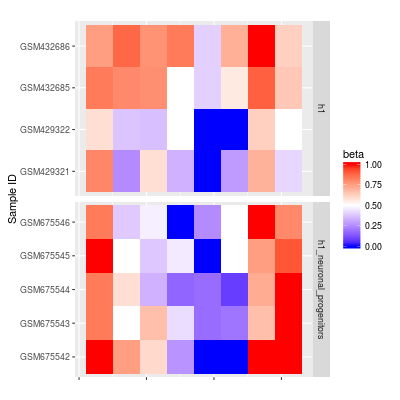 Sample ID
GSM432686
GSM432685
GSM429322
GSM429321
h1
GSM675546
GSM675545
GSM675544
GSM675543
GSM675542
h1_neuronal_progenitors
beta
1.00
0.75
0.50
0.25
0.00